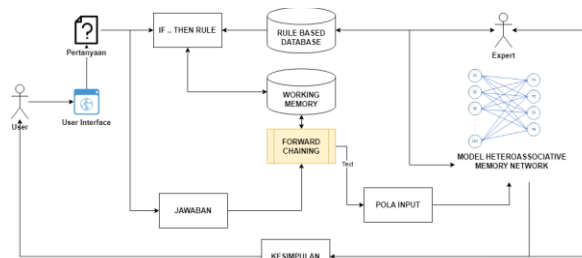 IF .. THEN RULE
RULE BASED
DATABASE
Expert
Pertanyaan
WORKING
MEMORY
User
User Interface
FORWARD
CHAINING
Text
MODEL HETEROASSOCIATIVE
MEMORY NETWORK
JAWABAN
POLA INPUT
KESIMPULAN